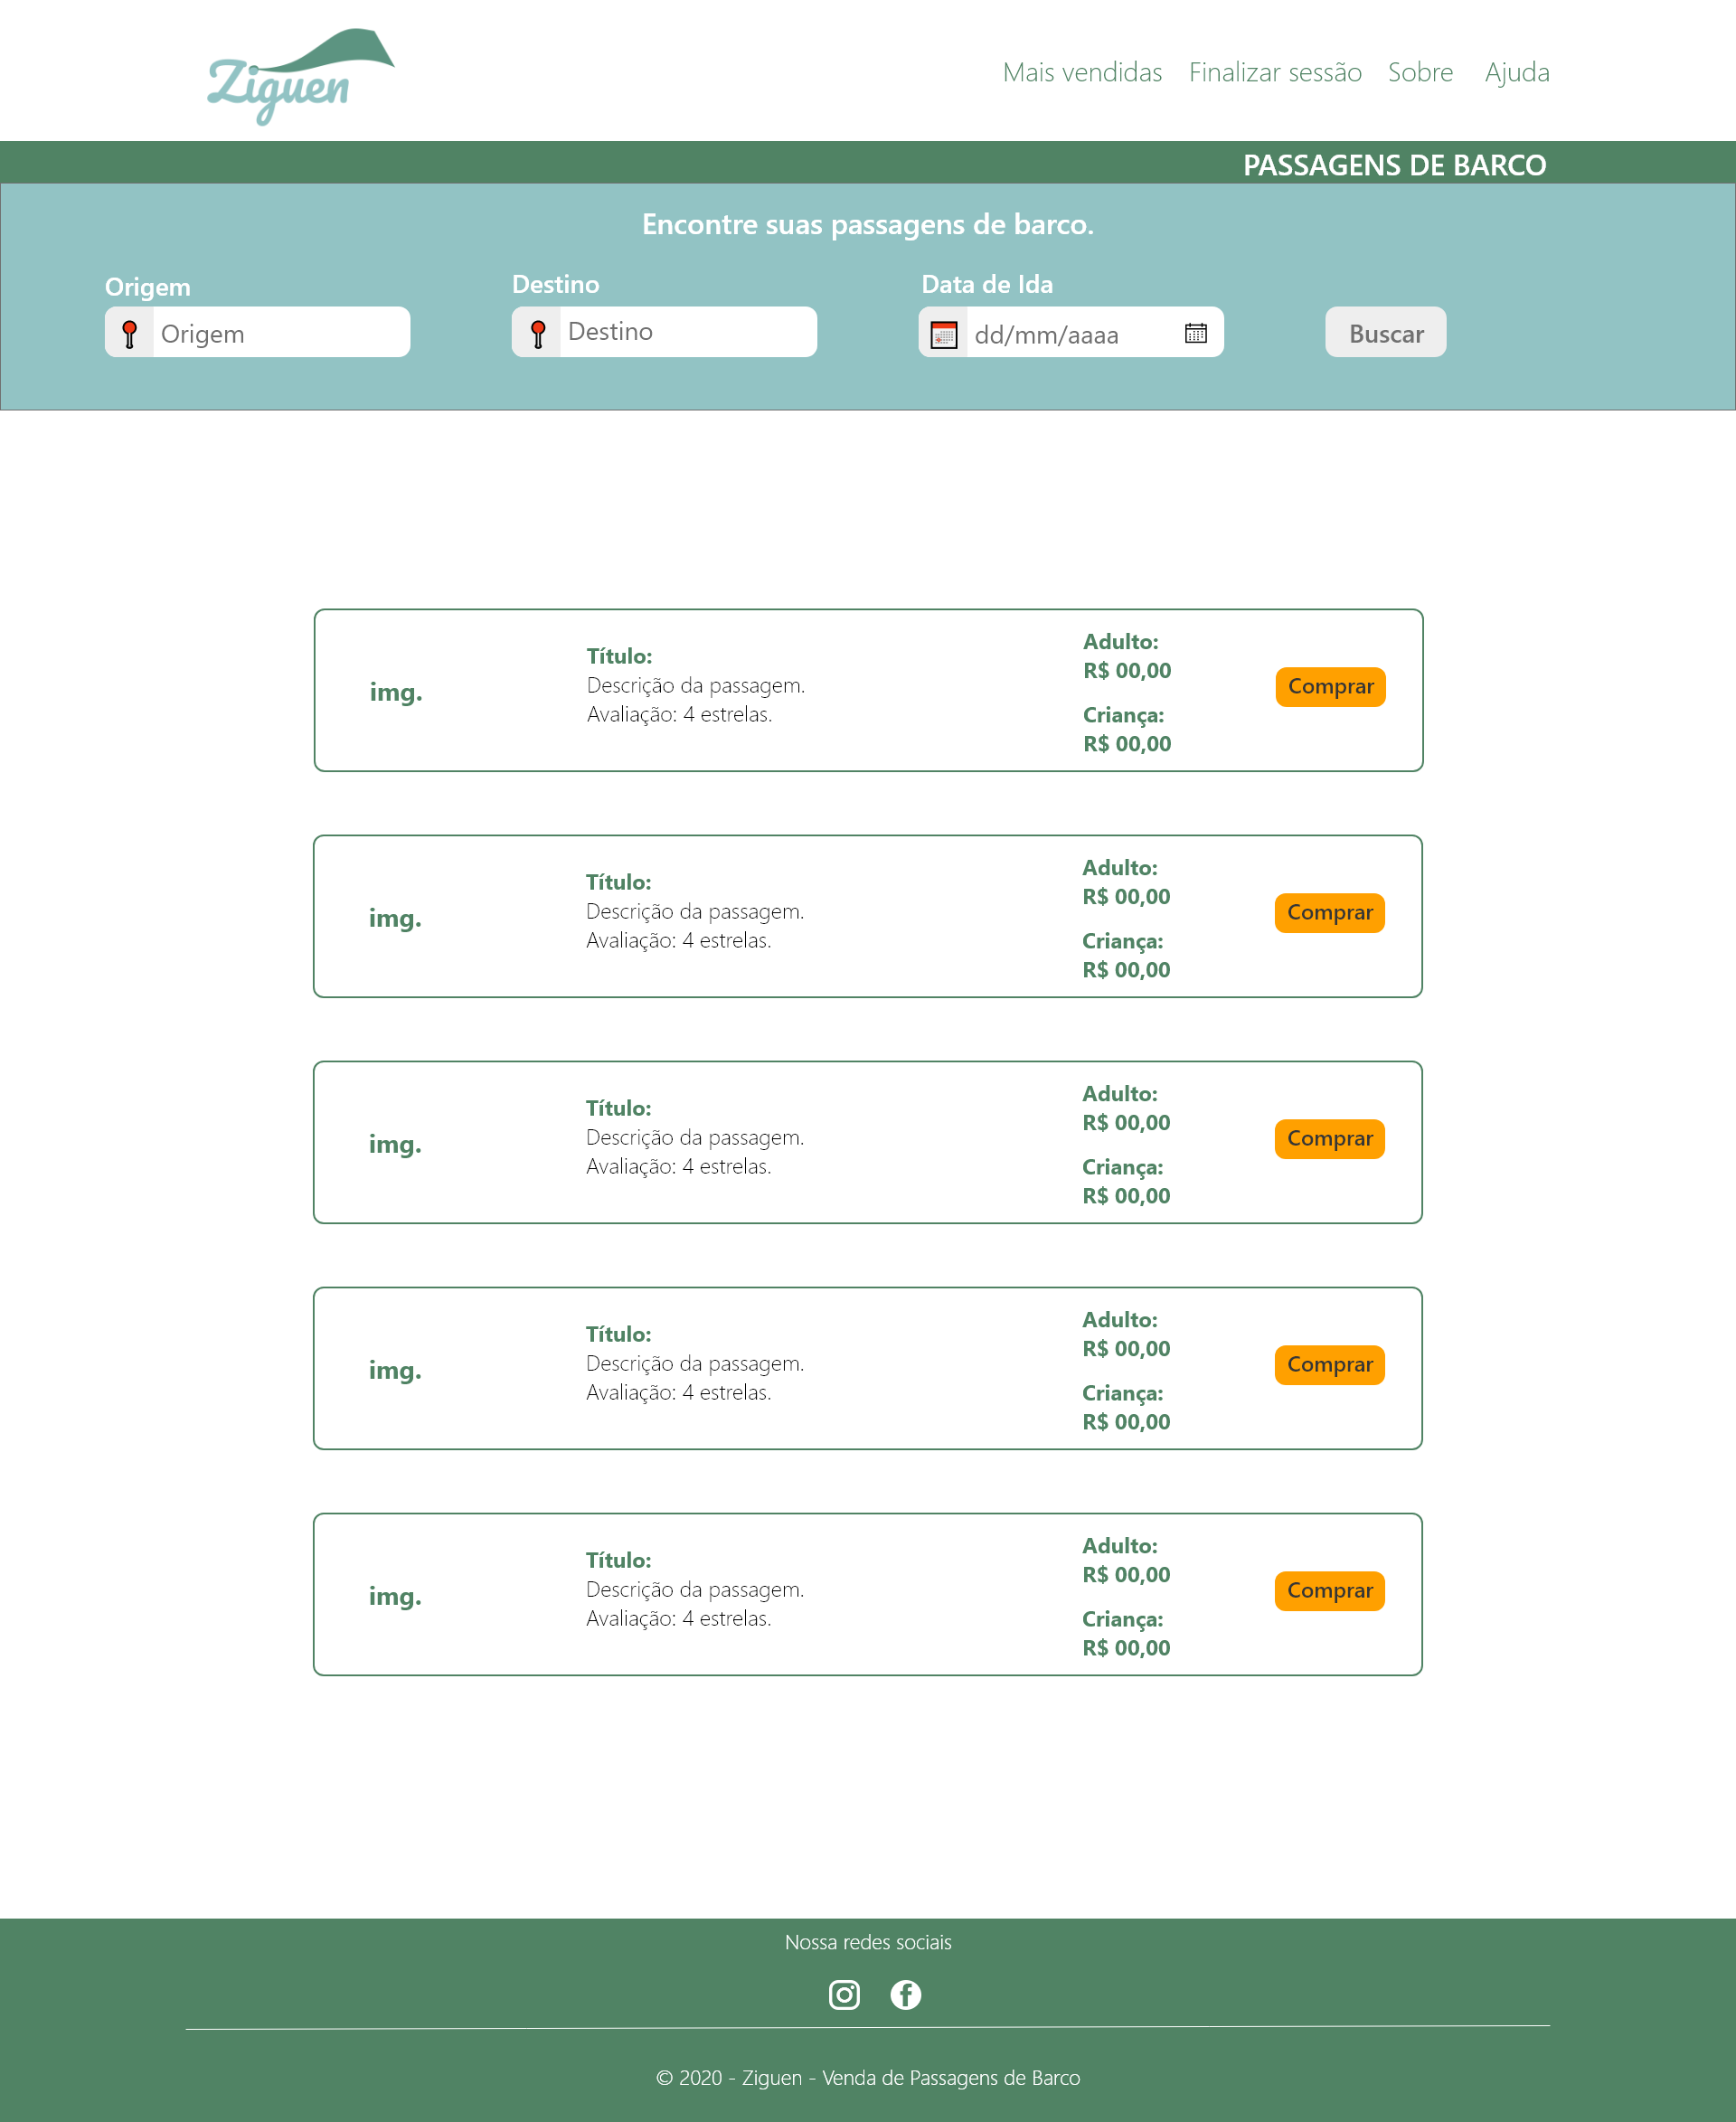 Ziguen
Mais vendidas Finalizar sessão Sobre Ajuda
PASSAGENS DE BARCO
Encontre suas passagens de barco.
Origem Destino Data de Ida
Origem Destino dd/mm/aaaa Buscar
img.
Título:
Descrição da passagem.
Avaliação: 4 estrelas.
Adulto:
R$ 00,00
Criança:
R$ 00,00
Comprar
img.
Título:
Descrição da passagem.
Avaliação: 4 estrelas.
Adulto:
R$ 00,00
Criança:
R$ 00,00
Comprar
img.
Título:
Descrição da passagem.
Avaliação: 4 estrelas.
Adulto:
R$ 00,00
Criança:
R$ 00,00
Comprar
img.
Título:
Descrição da passagem.
Avaliação: 4 estrelas.
Adulto:
R$ 00,00
Criança:
R$ 00,00
Comprar
img.
Título:
Descrição da passagem.
Avaliação: 4 estrelas.
Adulto:
R$ 00,00
Criança:
R$ 00,00
Comprar
Nossa redes sociais
© 2020 - Ziguen - Venda de Passagens de Barco